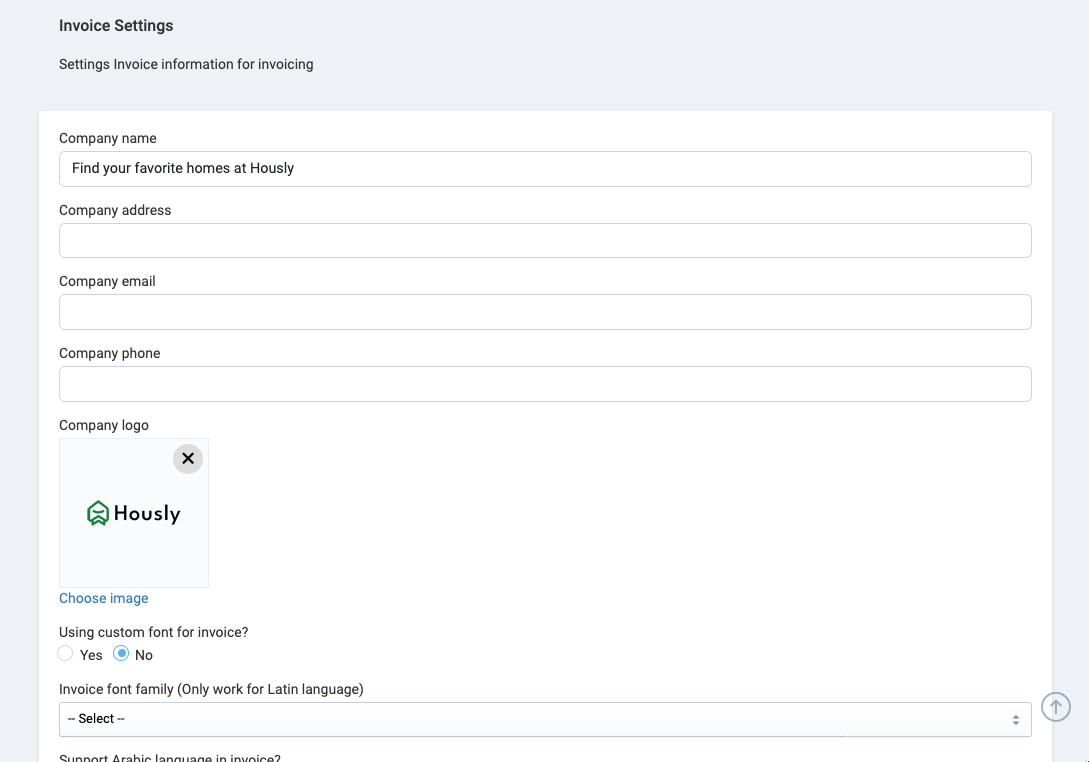 Invoice Settings
Settings Invoice information for invoicing
Company name
Find your favorite homes at Hously
Company address
Company email
Company phone
Company logo
Hously
Choose image
Using custom font for invoice?
Yes No
Invoice font family (Only work for Latin language)
-- Select --
Support Arabic language in invoice?